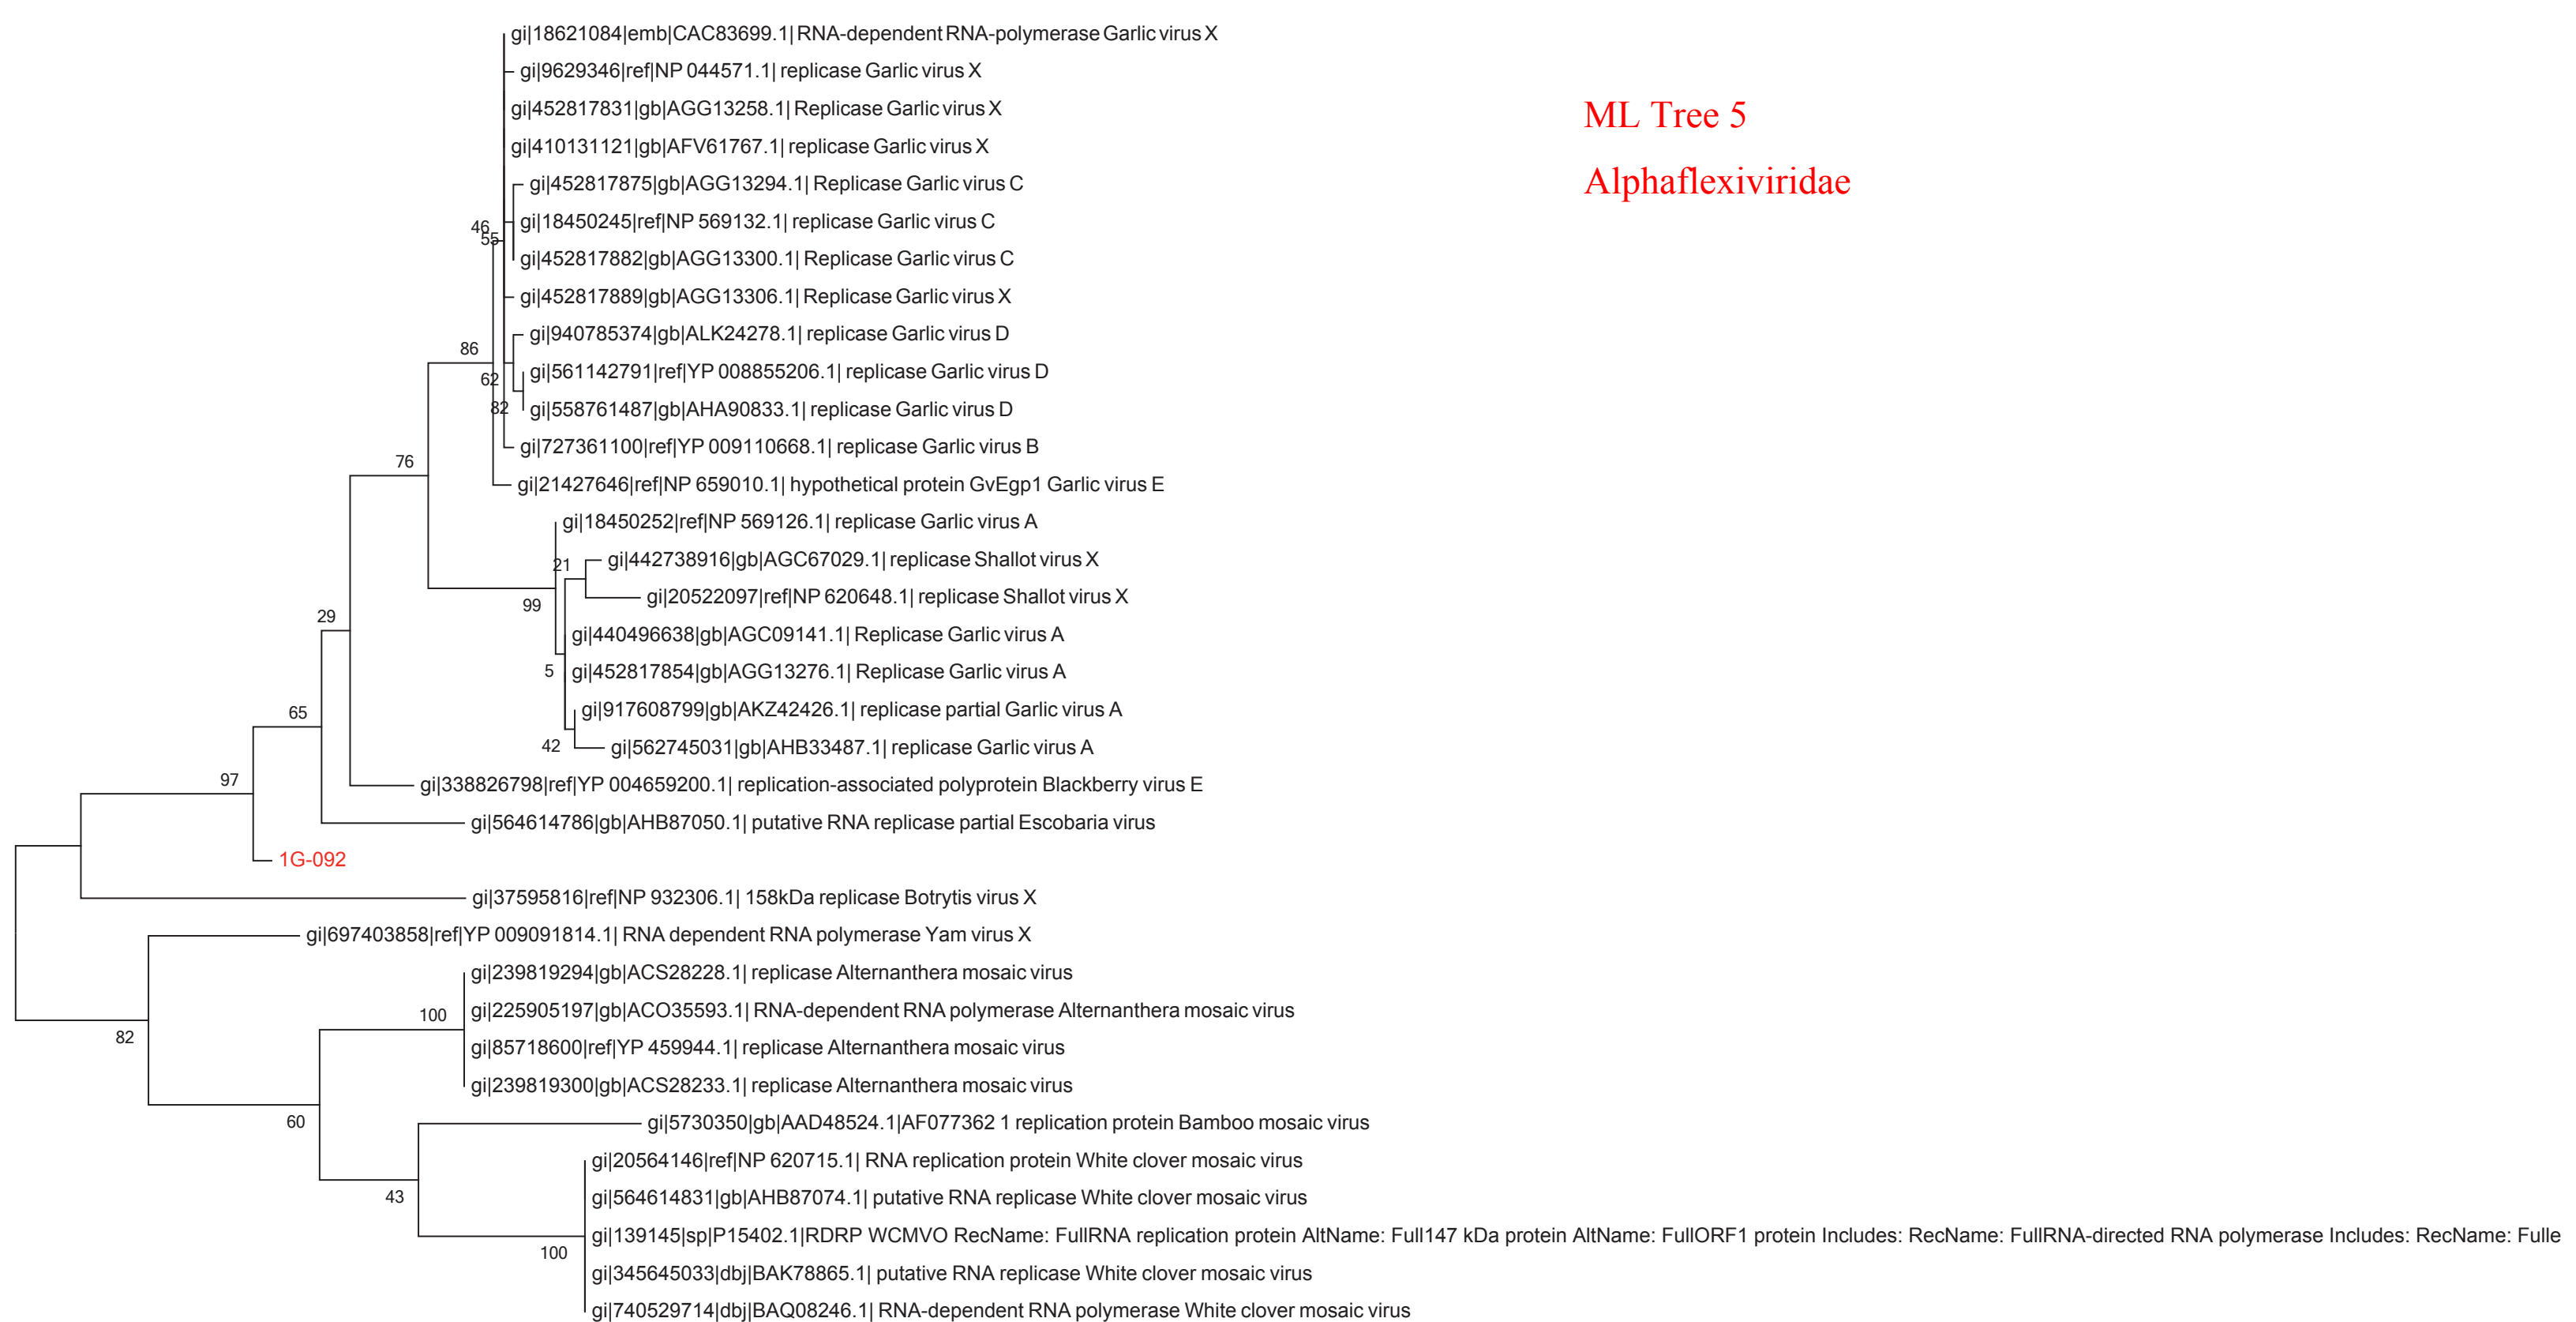 gi|18621084|emb|CAC83699.1| RNA-dependent RNA-polymerase Garlic virus X
gi|9629346|ref|NP 044571.1| replicase Garlic virus X
gi|452817831|gb|AGG13258.1| Replicase Garlic virus X
ML Tree 5
gi|410131121|gb|AFV61767.1| replicase Garlic virus X
gi|452817875|gb|AGG13294.1| Replicase Garlic virus C
Alphaflexiviridae
gi|18450245|ref|NP 569132.1| replicase Garlic virus C
46
55
gi|452817882|gb|AGG13300.1| Replicase Garlic virus C
gi|452817889|gb|AGG13306.1| Replicase Garlic virus X
gi|940785374|gb|ALK24278.1| replicase Garlic virus D
86
gi|561142791|ref|YP 008855206.1| replicase Garlic virus D
62
82
gi|558761487|gb|AHA90833.1| replicase Garlic virus D
gi|727361100|ref|YP 009110668.1| replicase Garlic virus B
76
gi|21427646|ref|NP 659010.1| hypothetical protein GvEgp1 Garlic virus E
gi|18450252|ref|NP 569126.1| replicase Garlic virus A
gi|442738916|gb|AGC67029.1| replicase Shallot virus X
21
gi|20522097|ref|NP 620648.1| replicase Shallot virus X
99
29
gi|440496638|gb|AGC09141.1| Replicase Garlic virus A
5
gi|452817854|gb|AGG13276.1| Replicase Garlic virus A
65
gi|917608799|gb|AKZ42426.1| replicase partial Garlic virus A
42
gi|562745031|gb|AHB33487.1| replicase Garlic virus A
97
gi|338826798|ref|YP 004659200.1| replication-associated polyprotein Blackberry virus E
gi|564614786|gb|AHB87050.1| putative RNA replicase partial Escobaria virus
1G-092
gi|37595816|ref|NP 932306.1| 158kDa replicase Botrytis virus X
gi|697403858|ref|YP 009091814.1| RNA dependent RNA polymerase Yam virus X
gi|239819294|gb|ACS28228.1| replicase Alternanthera mosaic virus
100
gi|225905197|gb|ACO35593.1| RNA-dependent RNA polymerase Alternanthera mosaic virus
82
gi|85718600|ref|YP 459944.1| replicase Alternanthera mosaic virus
gi|239819300|gb|ACS28233.1| replicase Alternanthera mosaic virus
60
gi|5730350|gb|AAD48524.1|AF077362 1 replication protein Bamboo mosaic virus
gi|20564146|ref|NP 620715.1| RNA replication protein White clover mosaic virus
43
gi|564614831|gb|AHB87074.1| putative RNA replicase White clover mosaic virus
gi|139145|sp|P15402.1|RDRP WCMVO RecName: FullRNA replication protein AltName: Full147 kDa protein AltName: FullORF1 protein Includes: RecName: FullRNA-directed RNA polymerase Includes: RecName: Fulle
100
gi|345645033|dbj|BAK78865.1| putative RNA replicase White clover mosaic virus
gi|740529714|dbj|BAQ08246.1| RNA-dependent RNA polymerase White clover mosaic virus